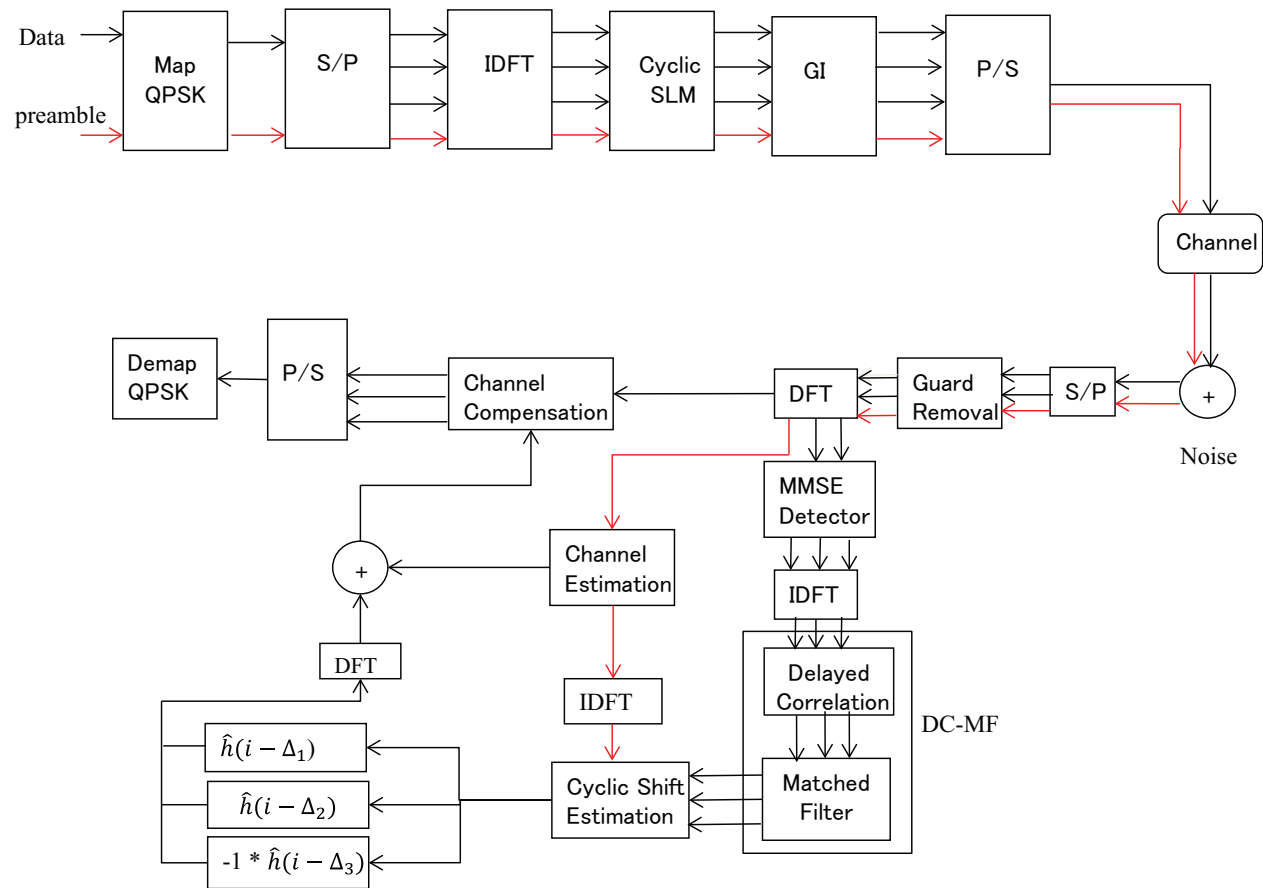 Data
preamble
Map
QPSK
S/P
IDFT
Cyclic
SLM
GI
P/S
Channel
+
Noise
S/P
Guard
Removal
DFT
Channel
Compensation
P/S
Demap
QPSK
MMSE
Detector
IDFT
Delayed
Correlation
DC-MF
Matched
Filter
Channel
Estimation
+
IDFT
DFT
Cyclic Shift
Estimation
ĥ(i − Δ₁)
ĥ(i − Δ₂)
-1 * ĥ(i − Δ₃)